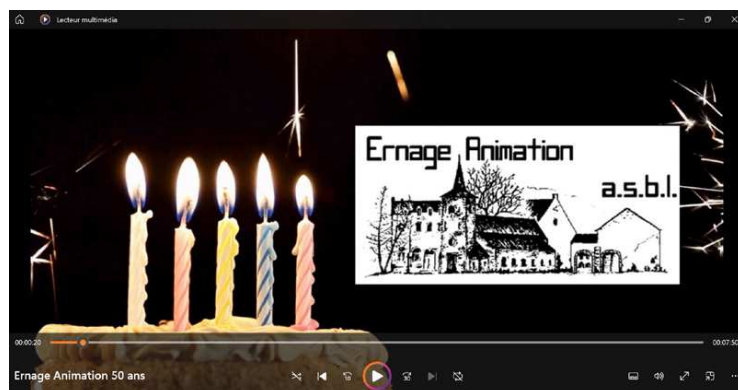 Lecteur multimédia
Ernage Animation
a.s.b.l.
00:00:20
00:07:50
Ernage Animation 50 ans